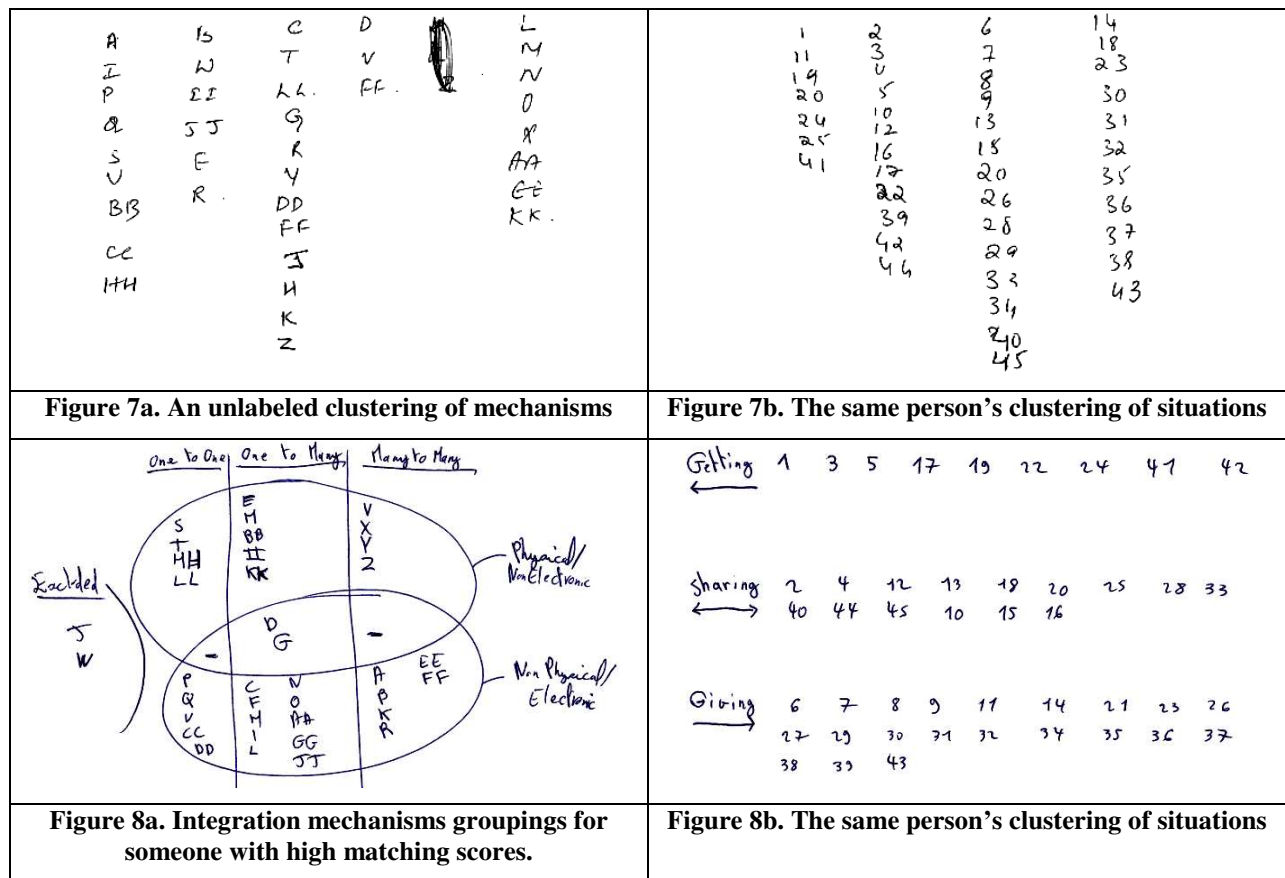 A
I
P
Q
S
U
BB
CC
HH
B
W
II
JJ
E
R.
C
T
LL.
G
R
Y
DD
FF
J
H
K
Z
D
V
FF.
L
M
N
O
X
AA
EE
KK.
1
11
19
20
24
25
41
2
3
4
5
10
12
16
17
22
39
42
44
6
7
8
9
13
15
20
26
28
29
33
34
40
45
14
18
23
30
31
32
35
36
37
38
43
Figure 7a. An unlabeled clustering of mechanisms
Figure 7b. The same person's clustering of situations
One to One
One to Many
Many to Many
S
T
HH
LL
E
M
BB
II
KK
V
X
Y
Z
Physical/
NonElectronic
Excluded
J
W
D
G
-
-
P
Q
U
CC
DD
C
F
H
I
L
N
O
AA
GG
JJ
A
B
K
R
EE
FF
Non Physical/
Electronic
Getting 1 3 5 17 19 22 24 41 42
Sharing 2 4 12 13 18 20 25 28 33
40 44 45 10 15 16
Giving 6 7 8 9 11 14 21 23 26
27 29 30 31 32 34 35 36 37
38 39 43
Figure 8a. Integration mechanisms groupings for
someone with high matching scores.
Figure 8b. The same person's clustering of situations